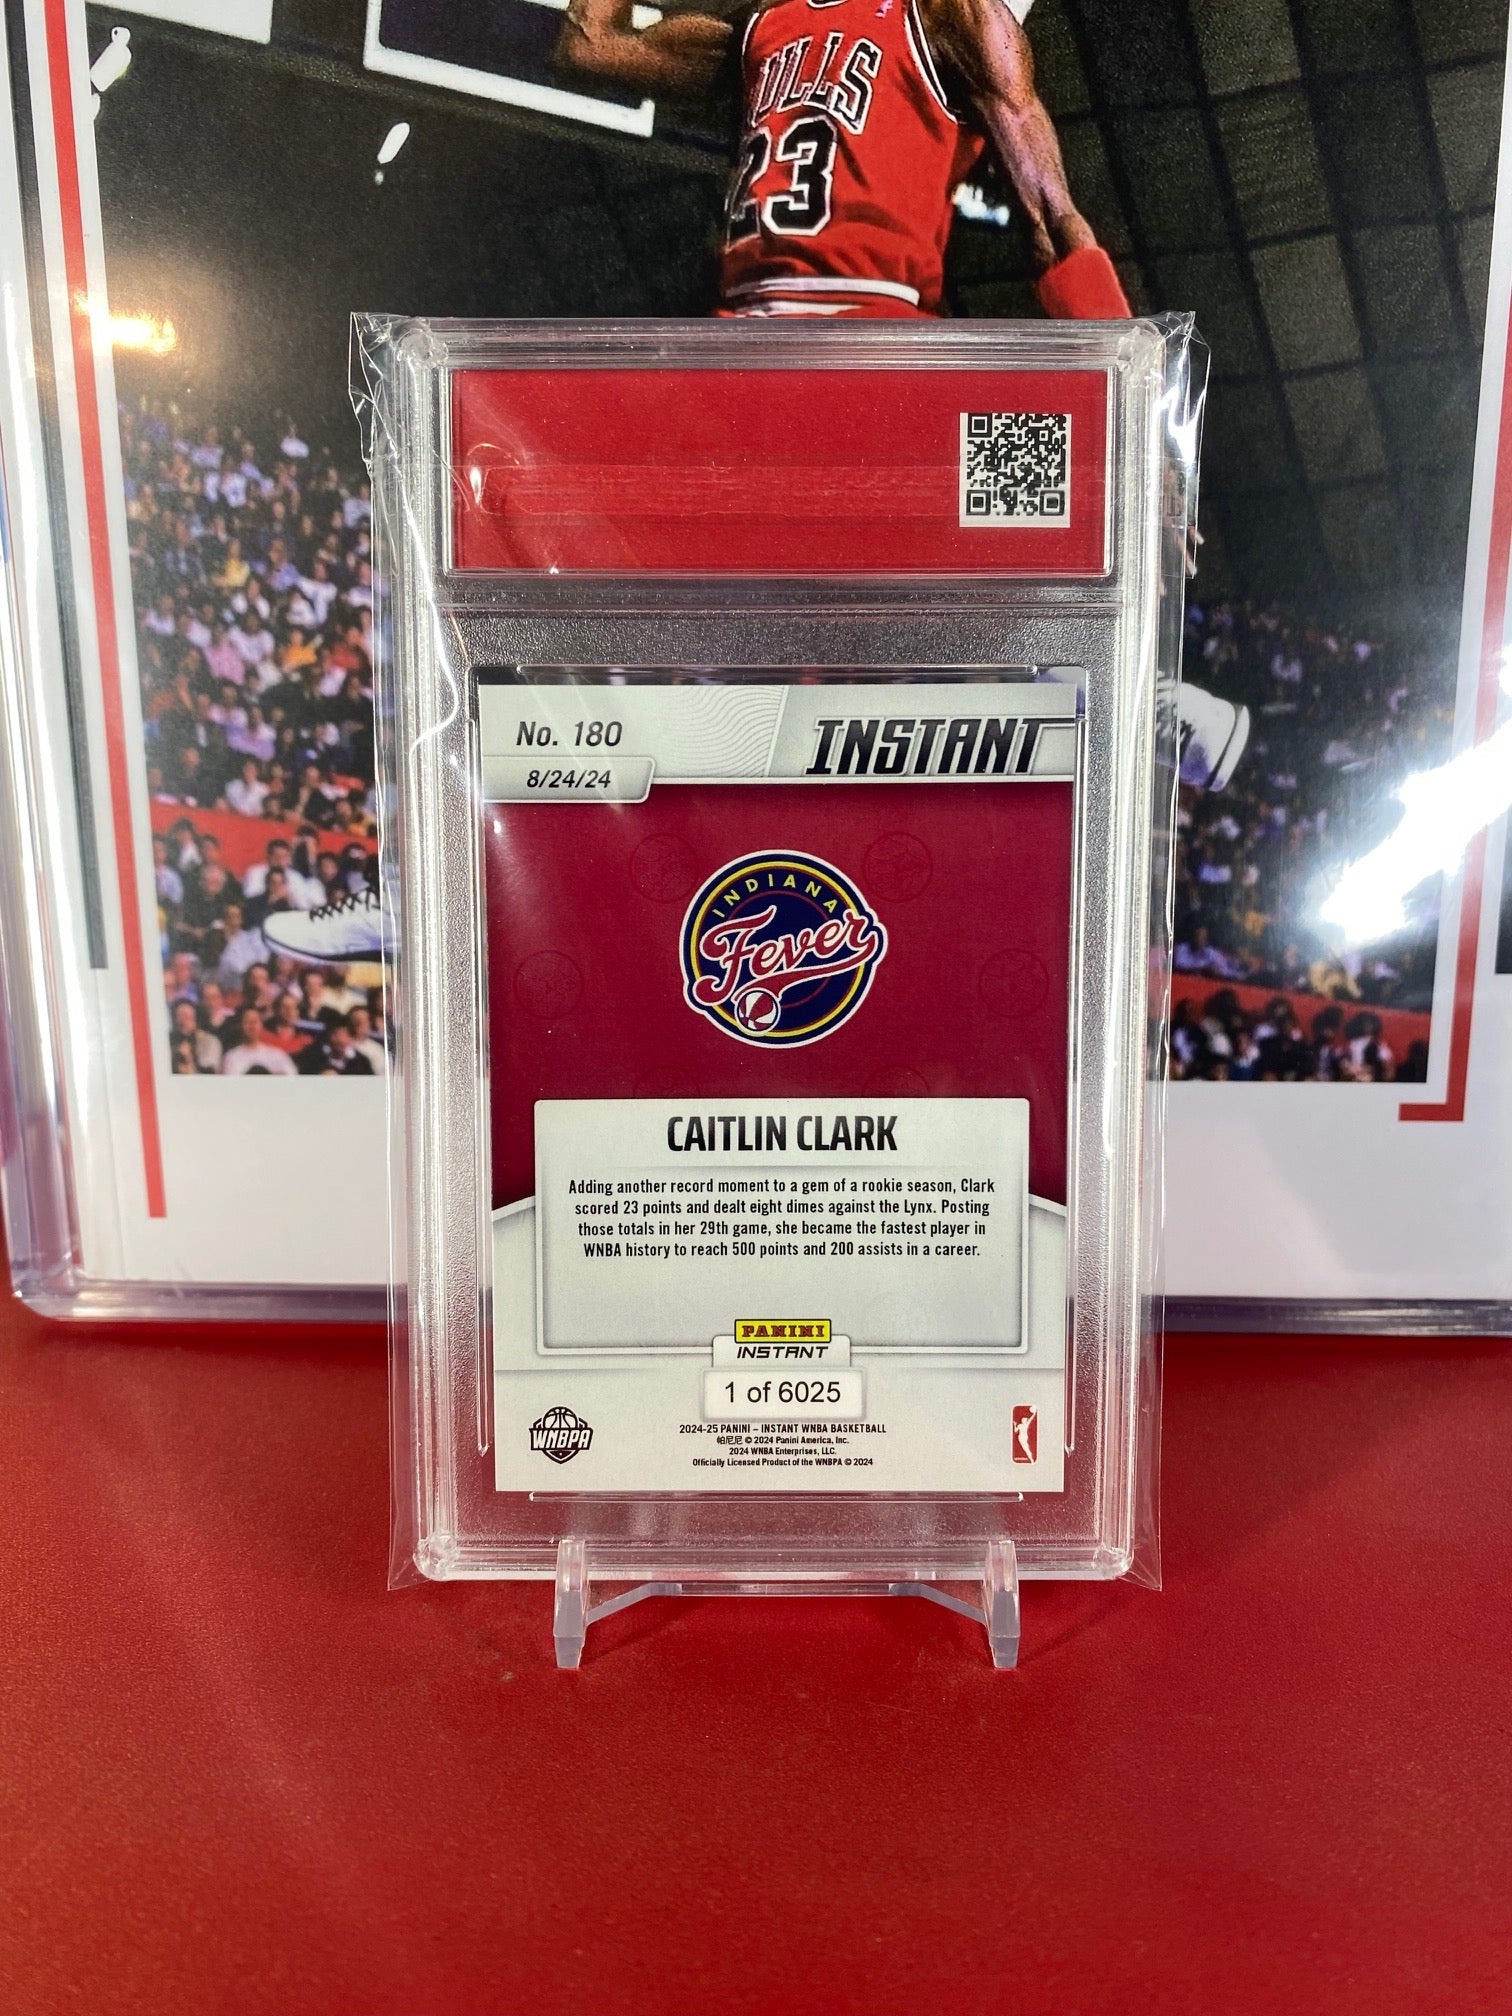 BULLS
23
No. 180
INSTANT
8/24/24
INDIANA
Fever
CAITLIN CLARK
Adding another record moment to a gem of a rookie season, Clark
scored 23 points and dealt eight dimes against the Lynx. Posting
those totals in her 29th game, she became the fastest player in
WNBA history to reach 500 points and 200 assists in a career.
PANINI
INSTANT
1 of 6025
WNBPA
2024-25 PANINI – INSTANT WNBA BASKETBALL
帕尼尼 © 2024 Panini America, Inc.
2024 WNBA Enterprises, LLC.
Officially Licensed Product of the WNBPA © 2024